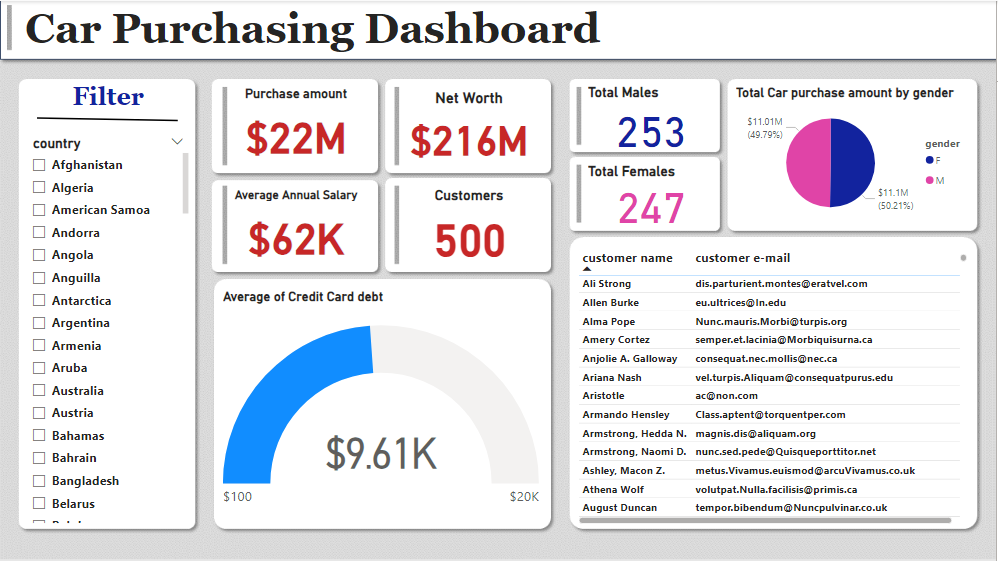 Car Purchasing Dashboard
Filter
country
Afghanistan
Algeria
American Samoa
Andorra
Angola
Anguilla
Antarctica
Argentina
Armenia
Aruba
Australia
Austria
Bahamas
Bahrain
Bangladesh
Belarus
Purchase amount
$22M
Net Worth
$216M
Average Annual Salary
$62K
Customers
500
Average of Credit Card debt
$9.61K
$100
$20K
Total Males
253
Total Females
247
Total Car purchase amount by gender
$11.01M
(49.79%)
$11.1M
(50.21%)
gender
F
M
customer name customer e-mail
Ali Strong dis.parturient.montes@eratvel.com
Allen Burke eu.ultrices@In.edu
Alma Pope Nunc.mauris.Morbi@turpis.org
Amery Cortez semper.et.lacinia@Morbiquisurna.ca
Anjolie A. Galloway consequat.nec.mollis@nec.ca
Ariana Nash vel.turpis.Aliquam@consequatpurus.edu
Aristotle ac@non.com
Armando Hensley Class.aptent@torquentper.com
Armstrong, Hedda N. magnis.dis@aliquam.org
Armstrong, Naomi D. nunc.sed.pede@Quisqueporttitor.net
Ashley, Macon Z. metus.Vivamus.euismod@arcuVivamus.co.uk
Athena Wolf volutpat.Nulla.facilisis@primis.ca
August Duncan tempor.bibendum@Nuncpulvinar.co.uk